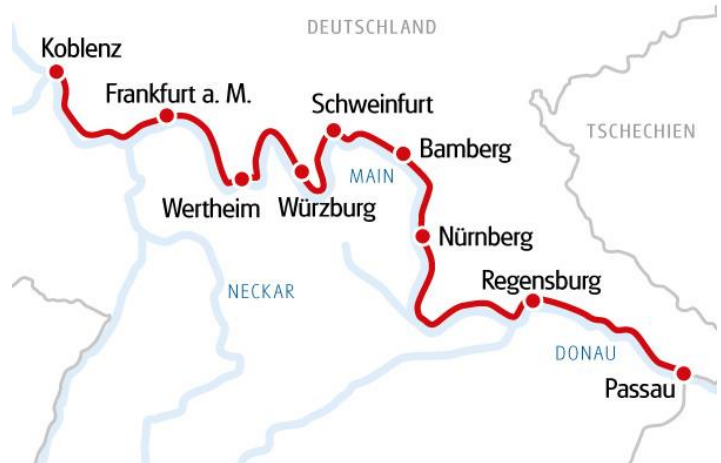 DEUTSCHLAND
Koblenz
Frankfurt a. M.
Schweinfurt
TSCHECHIEN
Bamberg
MAIN
Wertheim
Würzburg
Nürnberg
Regensburg
NECKAR
DONAU
Passau